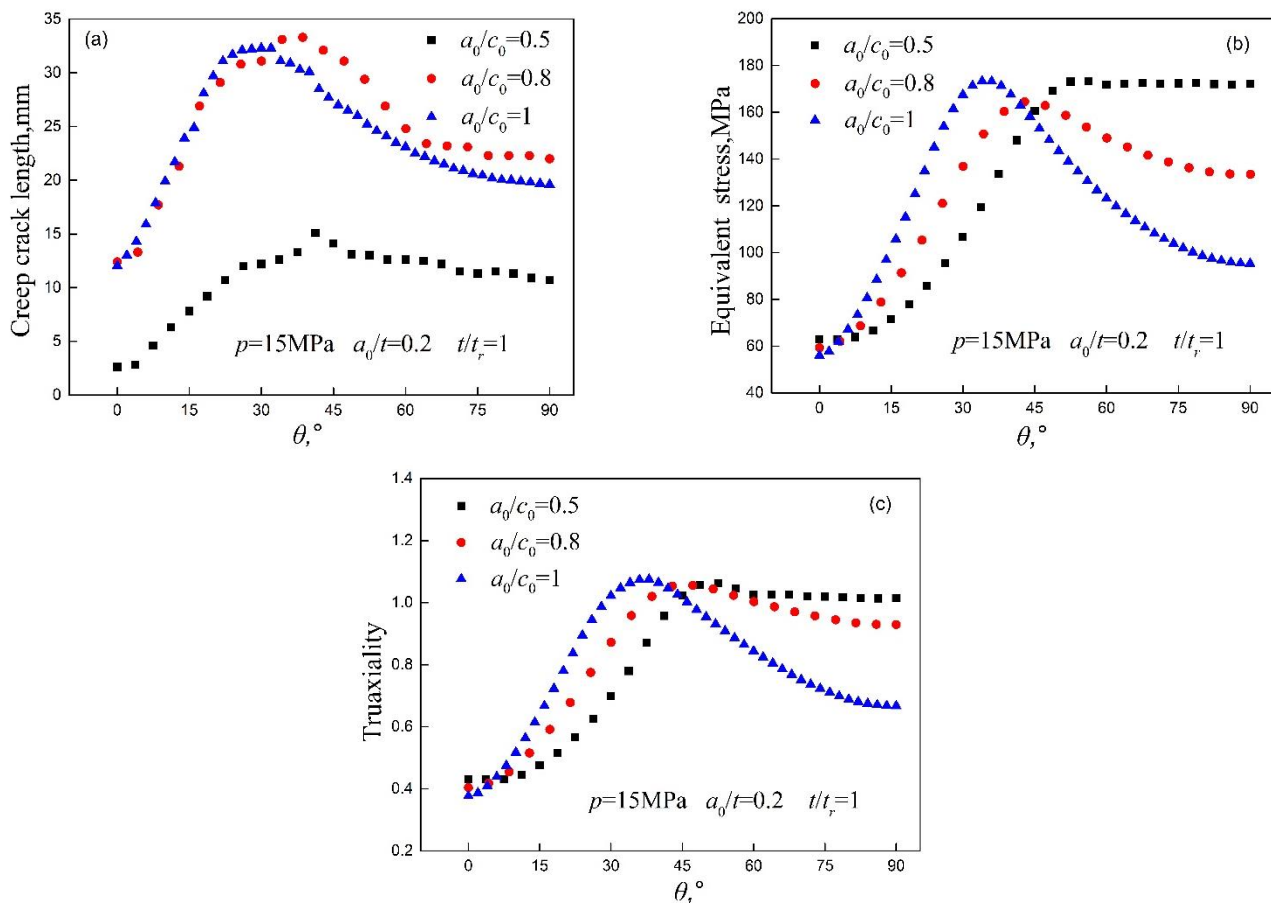 (a)
a₀/c₀=0.5
a₀/c₀=0.8
a₀/c₀=1
p=15MPa a₀/t=0.2 t/tᵣ=1
Creep crack length,mm
35
30
25
20
15
10
5
0
0 15 30 45 60 75 90
θ,°
(b)
a₀/c₀=0.5
a₀/c₀=0.8
a₀/c₀=1
p=15MPa a₀/t=0.2 t/tᵣ=1
Equivalent stress,MPa
200
180
160
140
120
100
80
60
40
0 15 30 45 60 75 90
θ,°
(c)
a₀/c₀=0.5
a₀/c₀=0.8
a₀/c₀=1
p=15MPa a₀/t=0.2 t/tᵣ=1
Truaxiality
1.4
1.2
1.0
0.8
0.6
0.4
0.2
0 15 30 45 60 75 90
θ,°